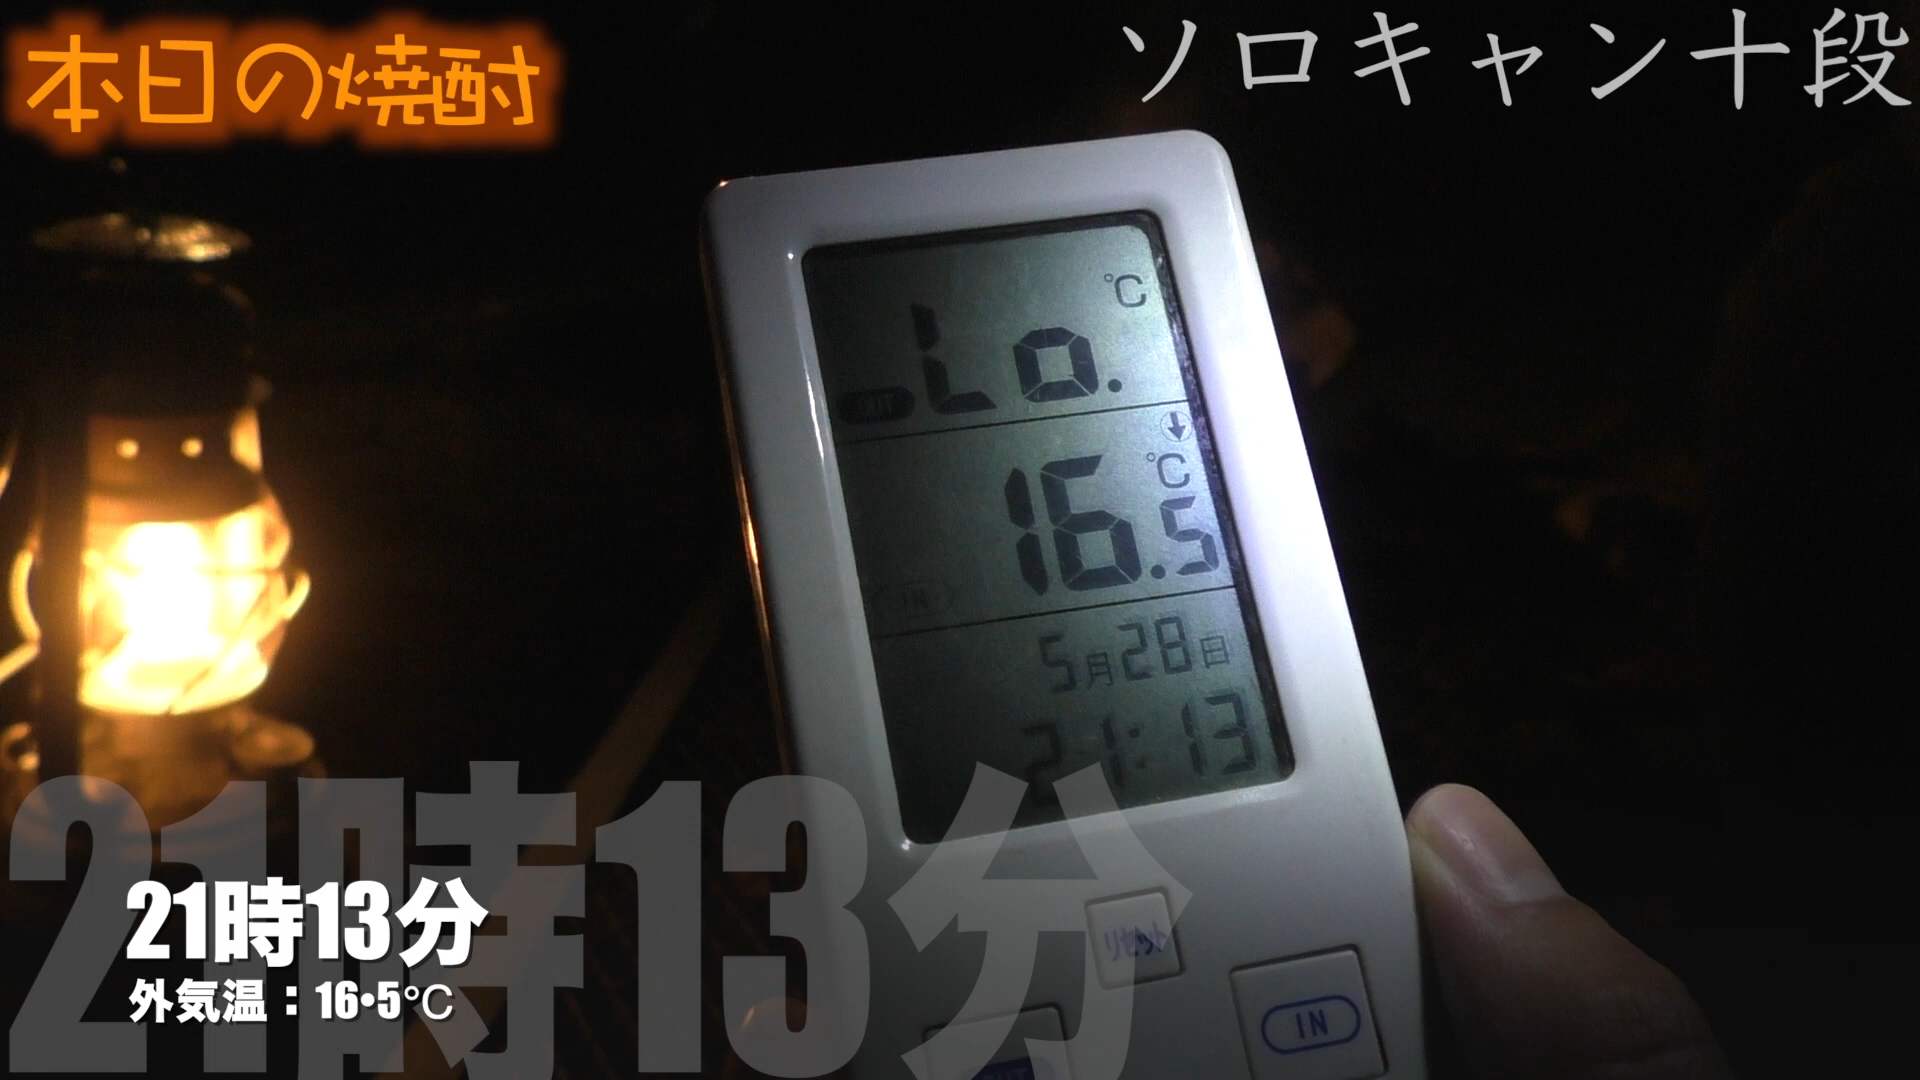 本日の焼酎
ソロキャン十段
℃
Lo.
OUT
℃
16.5
IN
5月28日
21:13
21時13分
21時13分
外気温：16•5℃
リセット
IN
OUT